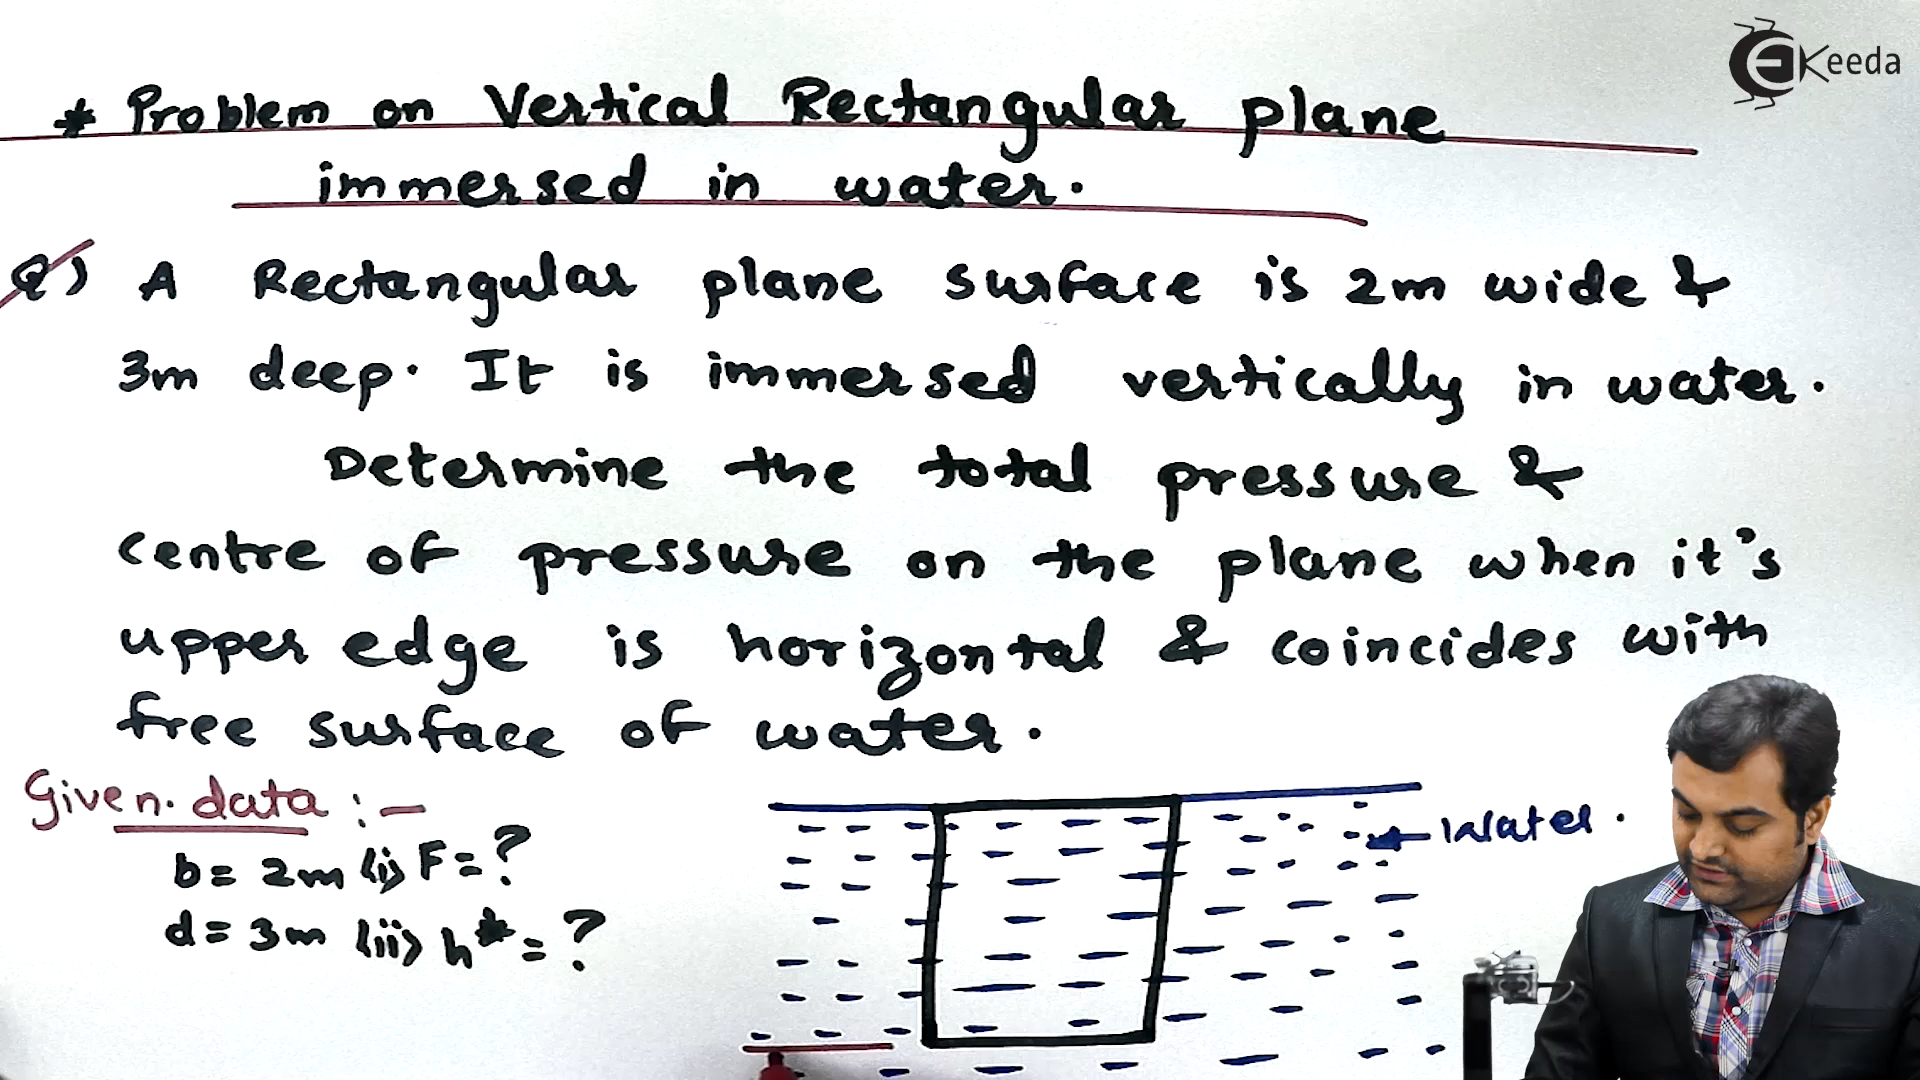 EKeeda
* Problem on Vertical Rectangular plane
immersed in water.
Q) A Rectangular plane surface is 2m wide &
3m deep. It is immersed vertically in water.
Determine the total pressure &
centre of pressure on the plane when it's
upper edge is horizontal & coincides with
free surface of water.
Given data :-
b= 2m (i) F = ?
d= 3m (ii) h* = ?
Water.